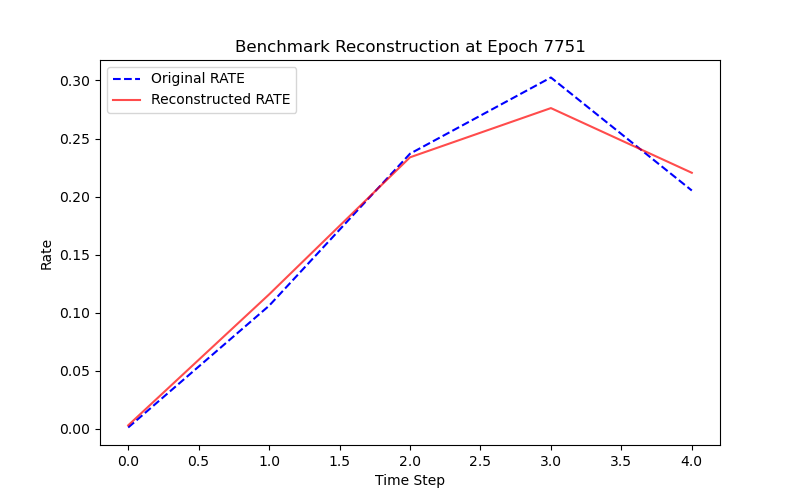 Benchmark Reconstruction at Epoch 7751
Original RATE
Reconstructed RATE
0.30
0.25
0.20
0.15
0.10
0.05
0.00
Rate
0.0 0.5 1.0 1.5 2.0 2.5 3.0 3.5 4.0
Time Step